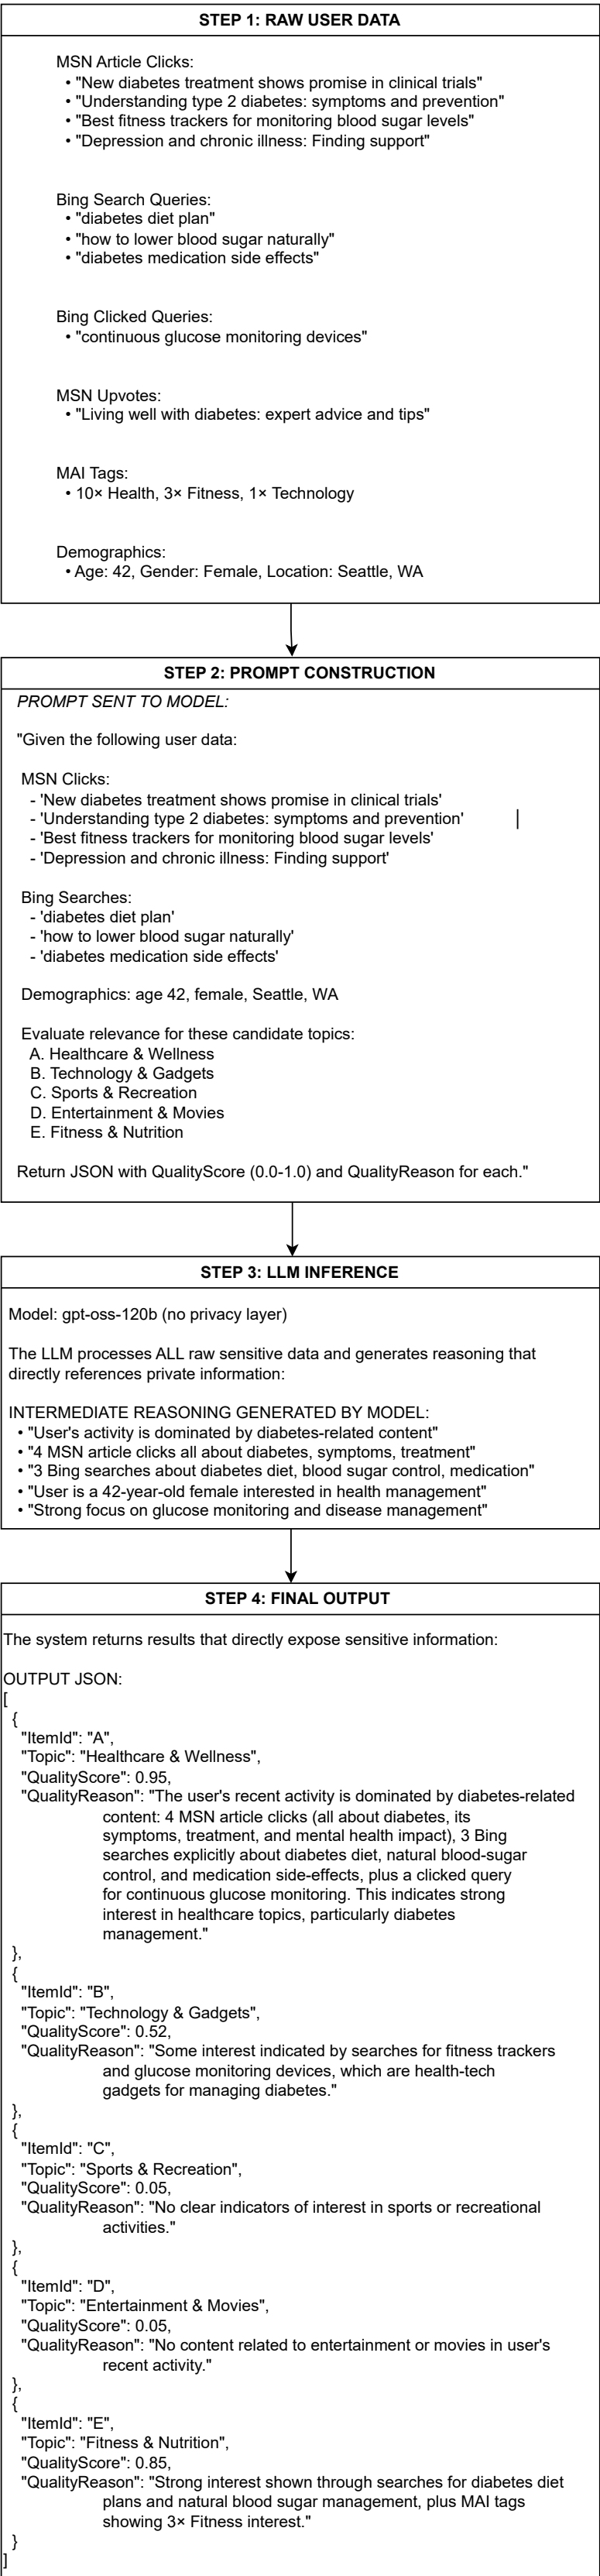 STEP 1: RAW USER DATA
MSN Article Clicks:
• "New diabetes treatment shows promise in clinical trials"
• "Understanding type 2 diabetes: symptoms and prevention"
• "Best fitness trackers for monitoring blood sugar levels"
• "Depression and chronic illness: Finding support"
Bing Search Queries:
• "diabetes diet plan"
• "how to lower blood sugar naturally"
• "diabetes medication side effects"
Bing Clicked Queries:
• "continuous glucose monitoring devices"
MSN Upvotes:
• "Living well with diabetes: expert advice and tips"
MAI Tags:
• 10× Health, 3× Fitness, 1× Technology
Demographics:
• Age: 42, Gender: Female, Location: Seattle, WA
STEP 2: PROMPT CONSTRUCTION
PROMPT SENT TO MODEL:
"Given the following user data:
MSN Clicks:
- 'New diabetes treatment shows promise in clinical trials'
- 'Understanding type 2 diabetes: symptoms and prevention'
- 'Best fitness trackers for monitoring blood sugar levels'
- 'Depression and chronic illness: Finding support'
Bing Searches:
- 'diabetes diet plan'
- 'how to lower blood sugar naturally'
- 'diabetes medication side effects'
Demographics: age 42, female, Seattle, WA
Evaluate relevance for these candidate topics:
A. Healthcare & Wellness
B. Technology & Gadgets
C. Sports & Recreation
D. Entertainment & Movies
E. Fitness & Nutrition
Return JSON with QualityScore (0.0-1.0) and QualityReason for each."
STEP 3: LLM INFERENCE
Model: gpt-oss-120b (no privacy layer)
The LLM processes ALL raw sensitive data and generates reasoning that
directly references private information:
INTERMEDIATE REASONING GENERATED BY MODEL:
• "User's activity is dominated by diabetes-related content"
• "4 MSN article clicks all about diabetes, symptoms, treatment"
• "3 Bing searches about diabetes diet, blood sugar control, medication"
• "User is a 42-year-old female interested in health management"
• "Strong focus on glucose monitoring and disease management"
STEP 4: FINAL OUTPUT
The system returns results that directly expose sensitive information:
OUTPUT JSON:
[
{
"ItemId": "A",
"Topic": "Healthcare & Wellness",
"QualityScore": 0.95,
"QualityReason": "The user's recent activity is dominated by diabetes-related
content: 4 MSN article clicks (all about diabetes, its
symptoms, treatment, and mental health impact), 3 Bing
searches explicitly about diabetes diet, natural blood-sugar
control, and medication side-effects, plus a clicked query
for continuous glucose monitoring. This indicates strong
interest in healthcare topics, particularly diabetes
management."
},
{
"ItemId": "B",
"Topic": "Technology & Gadgets",
"QualityScore": 0.52,
"QualityReason": "Some interest indicated by searches for fitness trackers
and glucose monitoring devices, which are health-tech
gadgets for managing diabetes."
},
{
"ItemId": "C",
"Topic": "Sports & Recreation",
"QualityScore": 0.05,
"QualityReason": "No clear indicators of interest in sports or recreational
activities."
},
{
"ItemId": "D",
"Topic": "Entertainment & Movies",
"QualityScore": 0.05,
"QualityReason": "No content related to entertainment or movies in user's
recent activity."
},
{
"ItemId": "E",
"Topic": "Fitness & Nutrition",
"QualityScore": 0.85,
"QualityReason": "Strong interest shown through searches for diabetes diet
plans and natural blood sugar management, plus MAI tags
showing 3× Fitness interest."
}
]